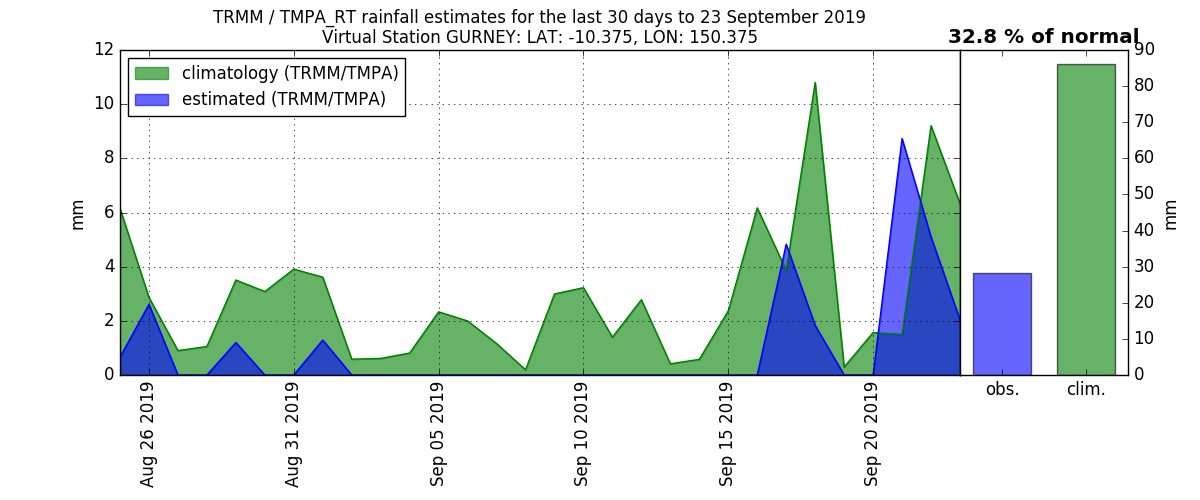 TRMM / TMPA_RT rainfall estimates for the last 30 days to 23 September 2019
Virtual Station GURNEY: LAT: -10.375, LON: 150.375
32.8 % of normal
climatology (TRMM/TMPA)
estimated (TRMM/TMPA)
12
10
8
6
4
2
0
mm
Aug 26 2019
Aug 31 2019
Sep 05 2019
Sep 10 2019
Sep 15 2019
Sep 20 2019
90
80
70
60
50
40
30
20
10
0
mm
obs.
clim.